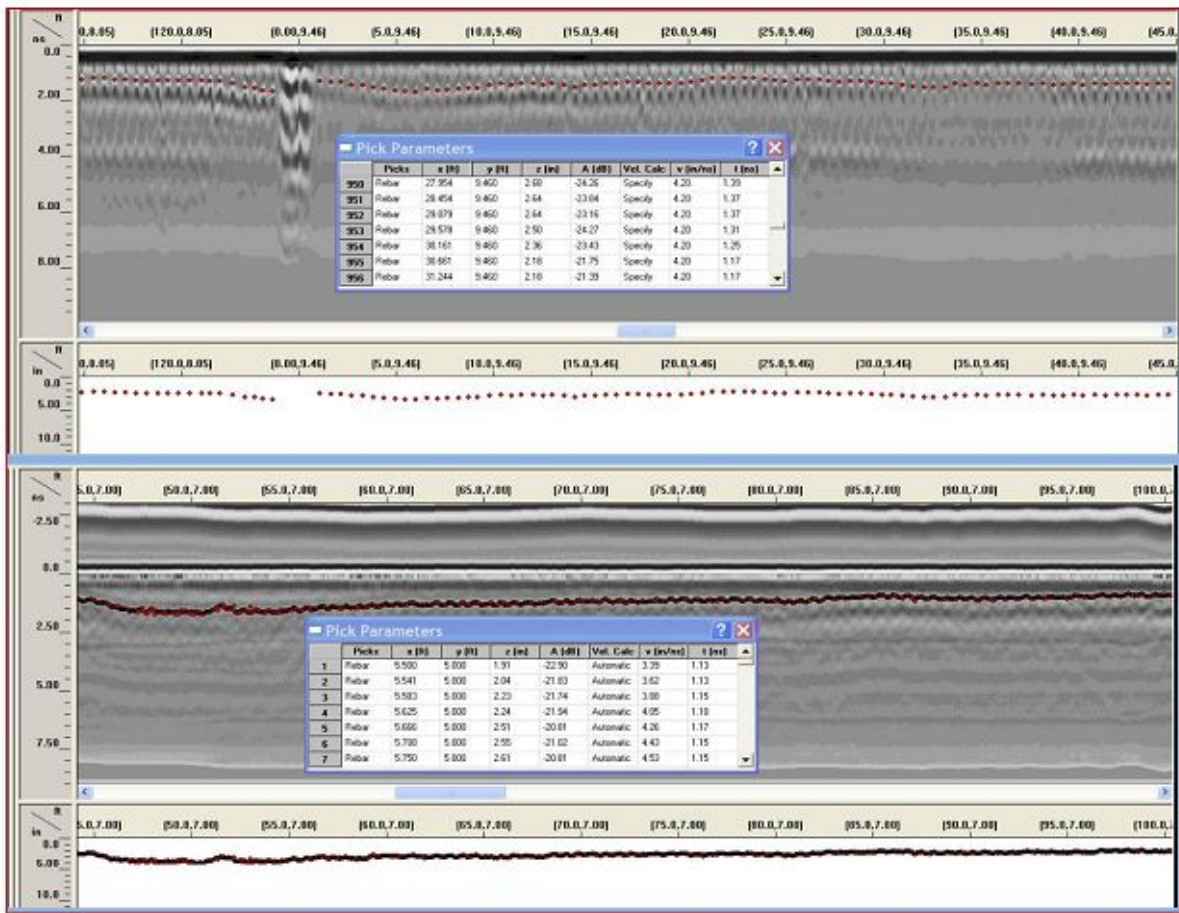 ft
0,8.05) (120.0,8.05) (0.00,9.46) (5.0,9.46) (10.0,9.46) (15.0,9.46) (20.0,9.46) (25.0,9.46) (30.0,9.46) (35.0,9.46) (40.0,9.46) (45.0,
ns
0.0
2.00
4.00
6.00
8.00
Pick Parameters
Picks x (ft) y (ft) z (in) A (dB) Vel. Calc v (in/ns) t (ns)
950 Rebar 27.954 9.460 2.68 -24.26 Specify 4.20 1.39
951 Rebar 28.454 9.460 2.64 -23.84 Specify 4.20 1.37
952 Rebar 29.079 9.460 2.64 -23.16 Specify 4.20 1.37
953 Rebar 29.578 9.460 2.50 -24.27 Specify 4.20 1.31
954 Rebar 30.161 9.460 2.36 -23.43 Specify 4.20 1.25
955 Rebar 30.661 9.460 2.18 -21.75 Specify 4.20 1.17
956 Rebar 31.244 9.460 2.18 -21.39 Specify 4.20 1.17
ft
0,8.05) (120.0,8.05) (0.00,9.46) (5.0,9.46) (10.0,9.46) (15.0,9.46) (20.0,9.46) (25.0,9.46) (30.0,9.46) (35.0,9.46) (40.0,9.46) (45.0,
in
0.0
5.00
10.0
ft
5.0,7.00) (50.0,7.00) (55.0,7.00) (60.0,7.00) (65.0,7.00) (70.0,7.00) (75.0,7.00) (80.0,7.00) (85.0,7.00) (90.0,7.00) (95.0,7.00) (100.0,
ns
-2.50
0.0
2.50
5.00
7.50
Pick Parameters
Picks x (ft) y (ft) z (in) A (dB) Vel. Calc v (in/ns) t (ns)
1 Rebar 5.500 5.000 1.91 -22.90 Automatic 3.39 1.13
2 Rebar 5.541 5.000 2.04 -21.83 Automatic 3.62 1.13
3 Rebar 5.583 5.000 2.23 -21.74 Automatic 3.88 1.15
4 Rebar 5.625 5.000 2.24 -21.94 Automatic 4.05 1.10
5 Rebar 5.666 5.000 2.51 -20.81 Automatic 4.26 1.17
6 Rebar 5.708 5.000 2.55 -21.02 Automatic 4.43 1.15
7 Rebar 5.750 5.000 2.61 -20.81 Automatic 4.53 1.15
ft
5.0,7.00) (50.0,7.00) (55.0,7.00) (60.0,7.00) (65.0,7.00) (70.0,7.00) (75.0,7.00) (80.0,7.00) (85.0,7.00) (90.0,7.00) (95.0,7.00) (100.0,
in
0.0
5.00
10.0